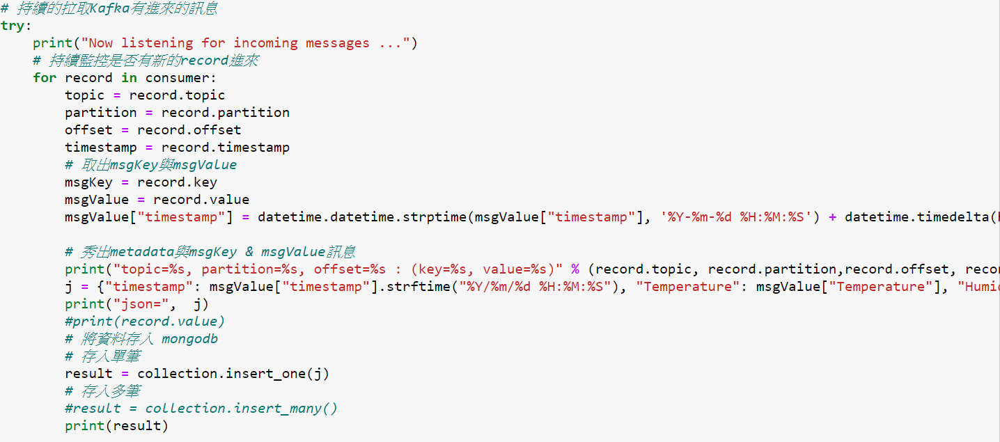 # 持續的拉取Kafka有進來的訊息
try:
    print("Now listening for incoming messages ...")
    # 持續監控是否有新的record進來
    for record in consumer:
        topic = record.topic
        partition = record.partition
        offset = record.offset
        timestamp = record.timestamp
        # 取出msgKey與msgValue
        msgKey = record.key
        msgValue = record.value
        msgValue["timestamp"] = datetime.datetime.strptime(msgValue["timestamp"], '%Y-%m-%d %H:%M:%S') + datetime.timedelta(
        # 秀出metadata與msgKey & msgValue訊息
        print("topic=%s, partition=%s, offset=%s : (key=%s, value=%s)" % (record.topic, record.partition,record.offset, recor
        j = {"timestamp": msgValue["timestamp"].strftime("%Y/%m/%d %H:%M:%S"), "Temperature": msgValue["Temperature"], "Humid
        print("json=",  j)
        #print(record.value)
        # 將資料存入 mongodb
        # 存入單筆
        result = collection.insert_one(j)
        # 存入多筆
        #result = collection.insert_many()
        print(result)